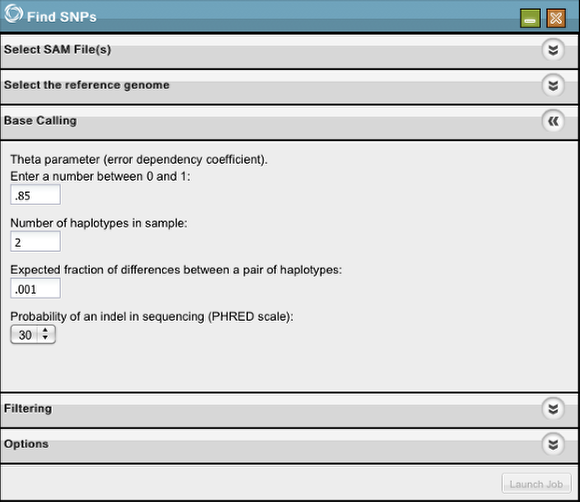 Find SNPs
Select SAM File(s)
Select the reference genome
Base Calling
Theta parameter (error dependency coefficient).
Enter a number between 0 and 1:
.85
Number of haplotypes in sample:
2
Expected fraction of differences between a pair of haplotypes:
.001
Probability of an indel in sequencing (PHRED scale):
30
Filtering
Options
Launch Job